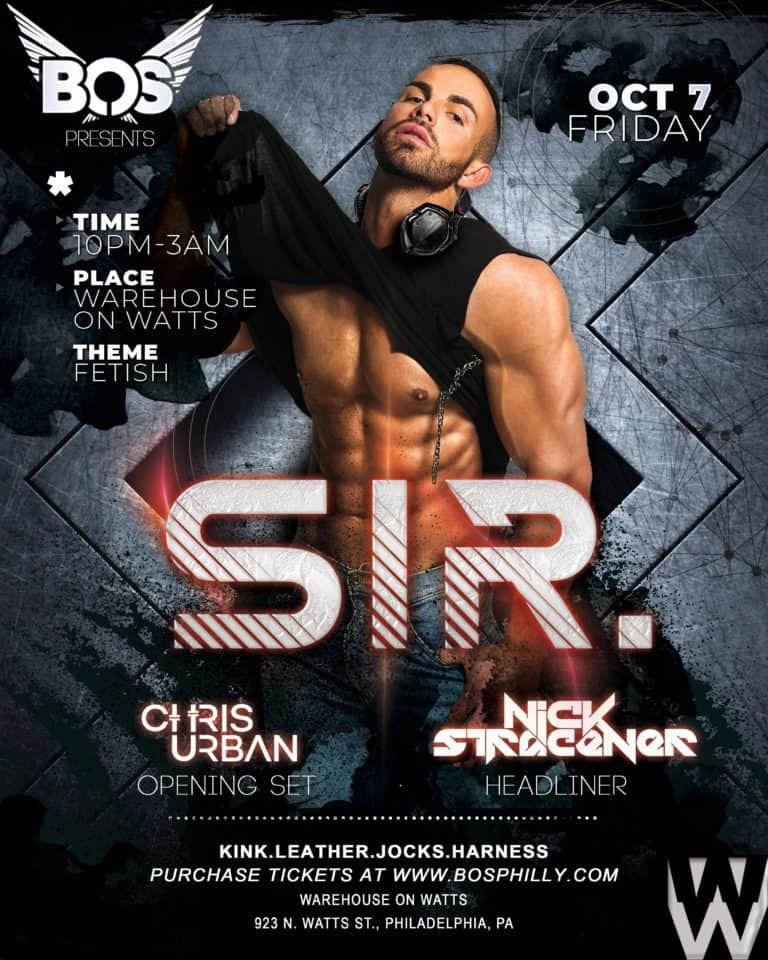 BOS
PRESENTS
OCT 7
FRIDAY
*
TIME
10PM-3AM
PLACE
WAREHOUSE
ON WATTS
THEME
FETISH
SIR.
CHRIS
URBAN
OPENING SET
NICK
STRACENER
HEADLINER
KINK.LEATHER.JOCKS.HARNESS
PURCHASE TICKETS AT WWW.BOSPHILLY.COM
WAREHOUSE ON WATTS
923 N. WATTS ST., PHILADELPHIA, PA
WW